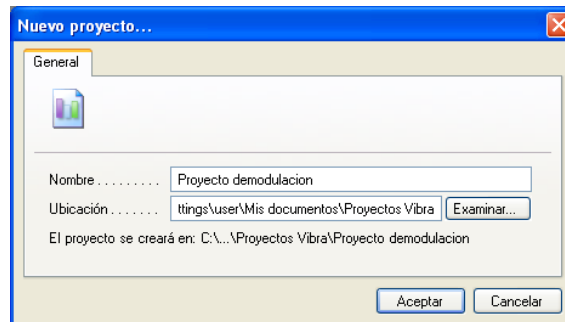 Nuevo proyecto...
General
Nombre . . . . . . . . . Proyecto demodulacion
Ubicación . . . . . . . ttings\user\Mis documentos\Proyectos Vibra Examinar...
El proyecto se creará en: C:\...\Proyectos Vibra\Proyecto demodulacion
Aceptar Cancelar